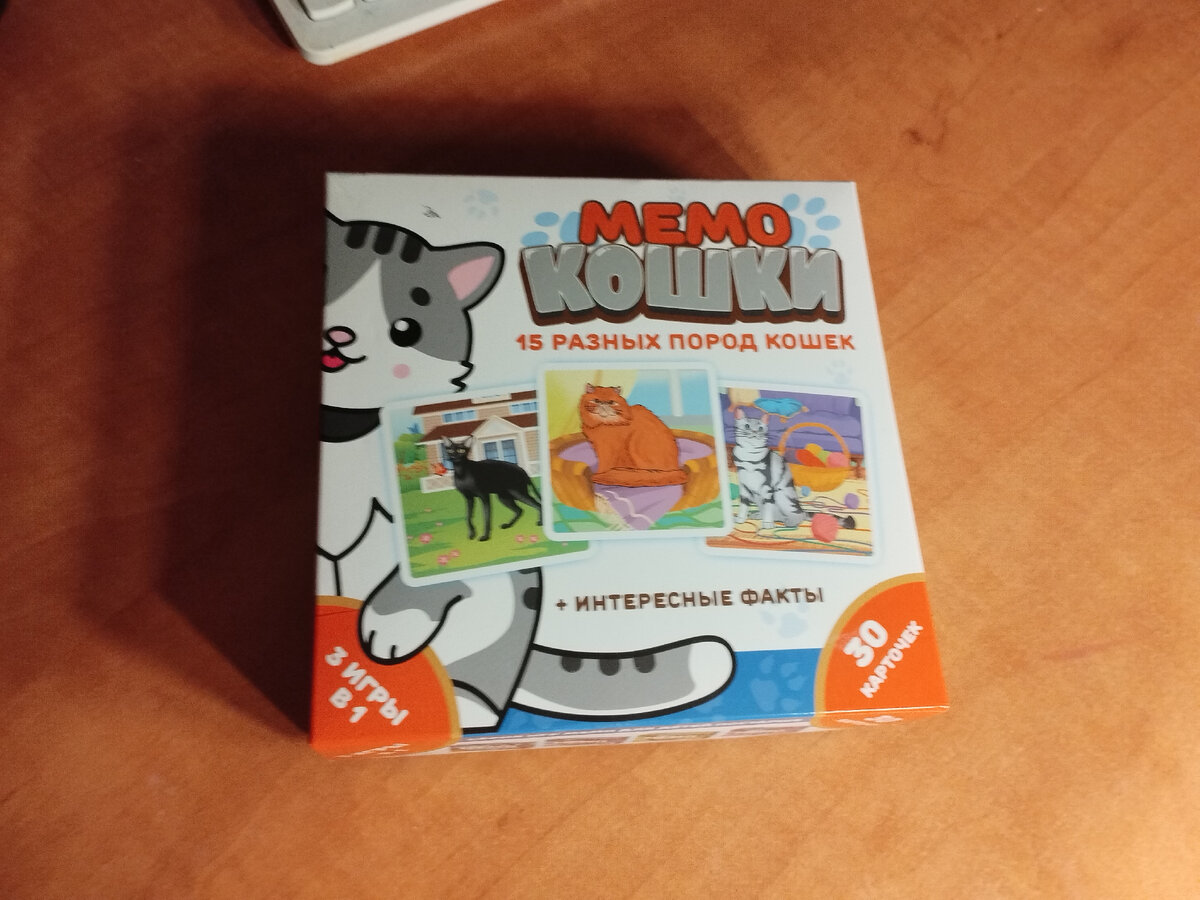 МЕМО
КОШКИ
15 РАЗНЫХ ПОРОД КОШЕК
+ ИНТЕРЕСНЫЕ ФАКТЫ
3 ИГРЫ
В 1
30
КАРТОЧЕК